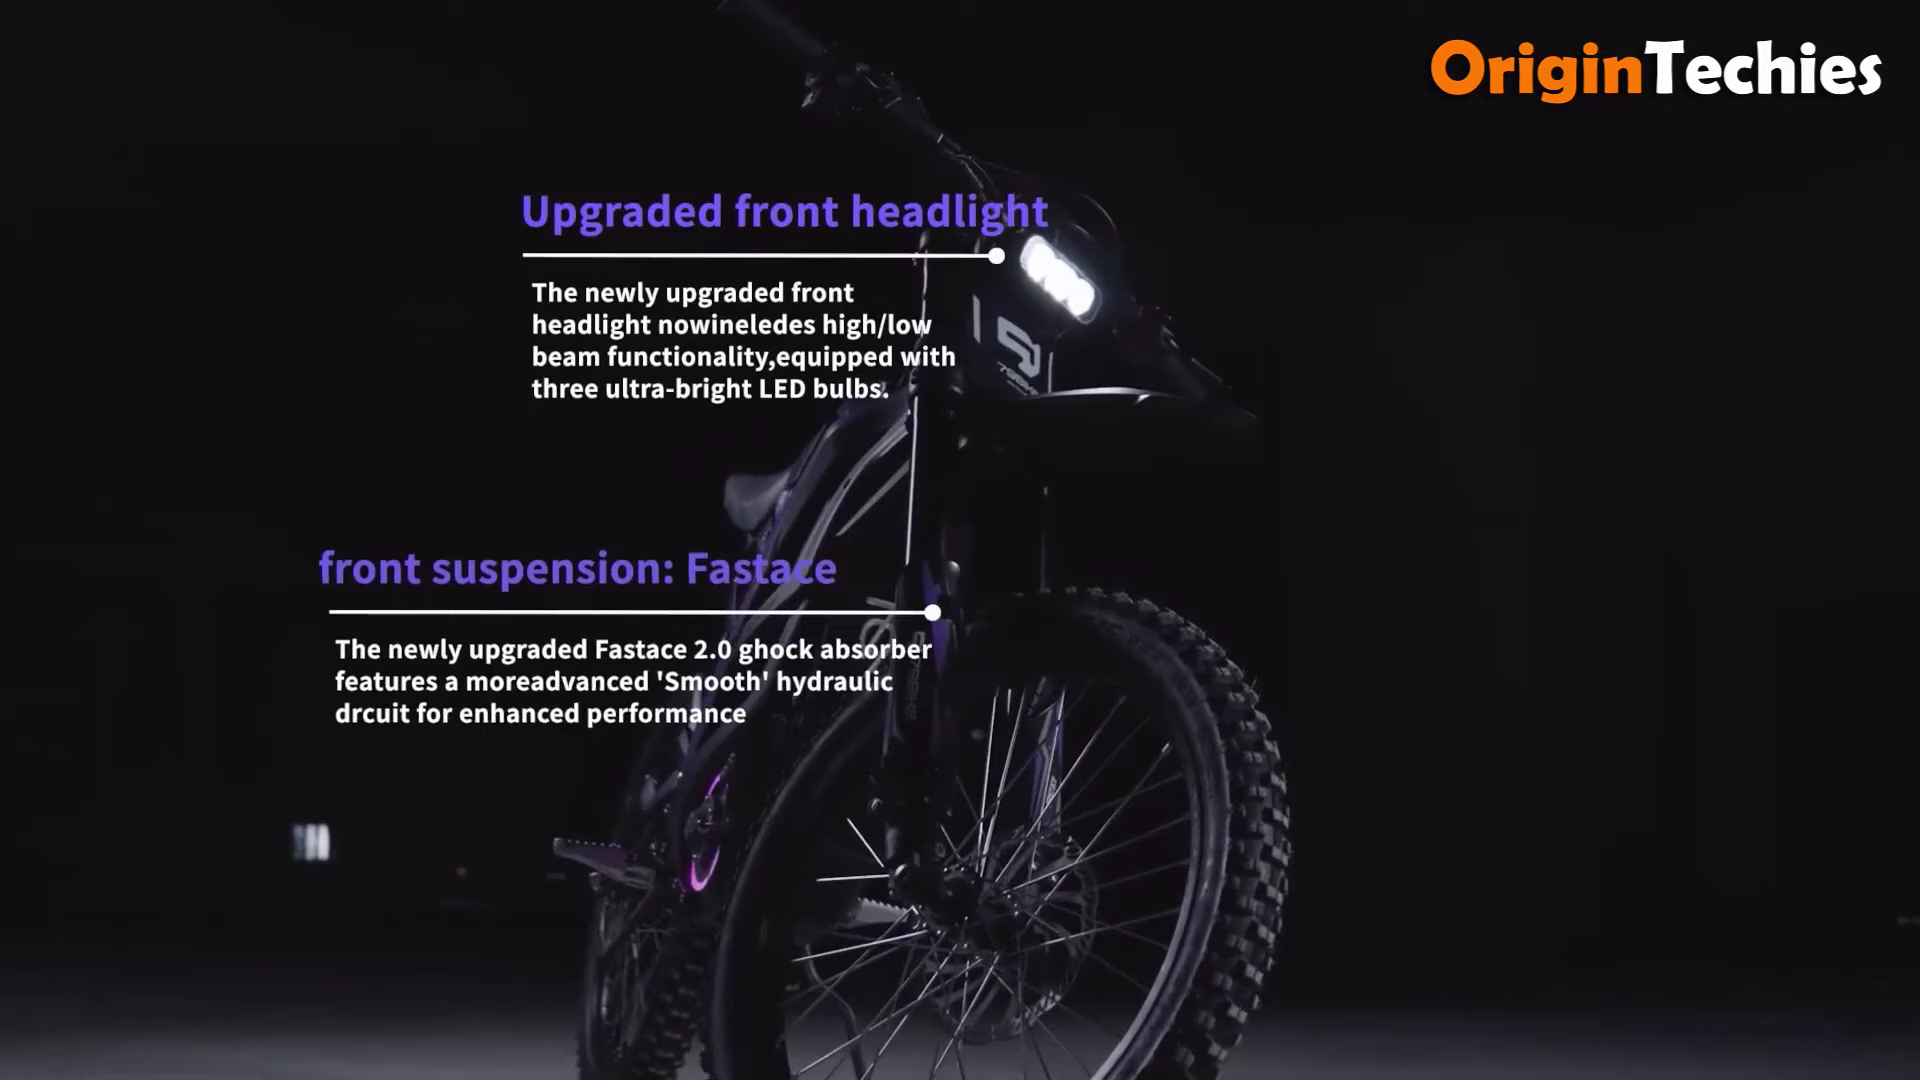 OriginTechies
Upgraded front headlight
The newly upgraded front
headlight nowineledes high/low
beam functionality,equipped with
three ultra-bright LED bulbs.
front suspension: Fastace
The newly upgraded Fastace 2.0 ghock absorber
features a moreadvanced 'Smooth' hydraulic
drcuit for enhanced performance